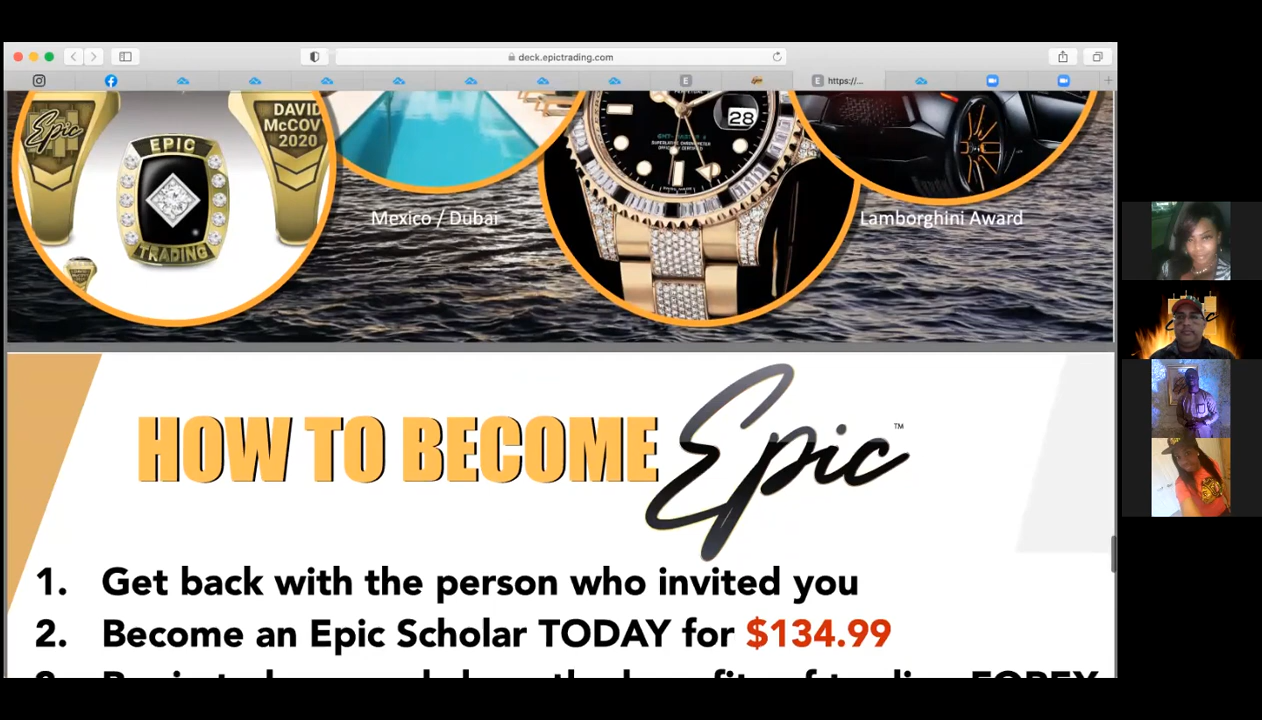 deck.epictrading.com
https://...
Epic
EPIC
TRADING
DAVID
McCOY
2020
Mexico / Dubai
28
Lamborghini Award
HOW TO BECOME Epic ™
1. Get back with the person who invited you
2. Become an Epic Scholar TODAY for $134.99